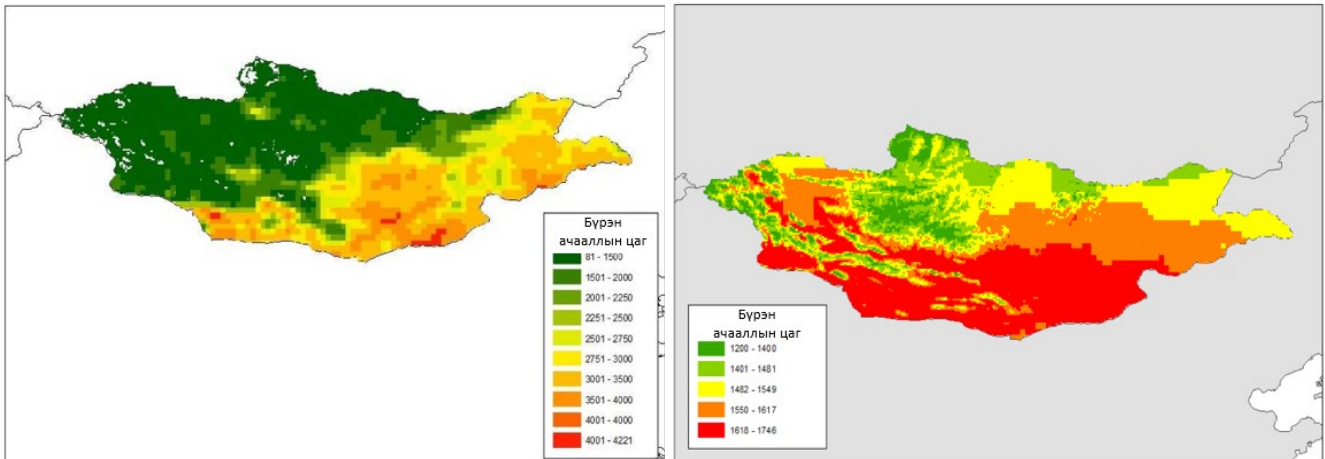 Бүрэн
ачааллын цаг
81 - 1500
1501 - 2000
2001 - 2250
2251 - 2500
2501 - 2750
2751 - 3000
3001 - 3500
3501 - 4000
4001 - 4000
4001 - 4221
Бүрэн
ачааллын цаг
1200 - 1400
1401 - 1481
1482 - 1549
1550 - 1617
1618 - 1746